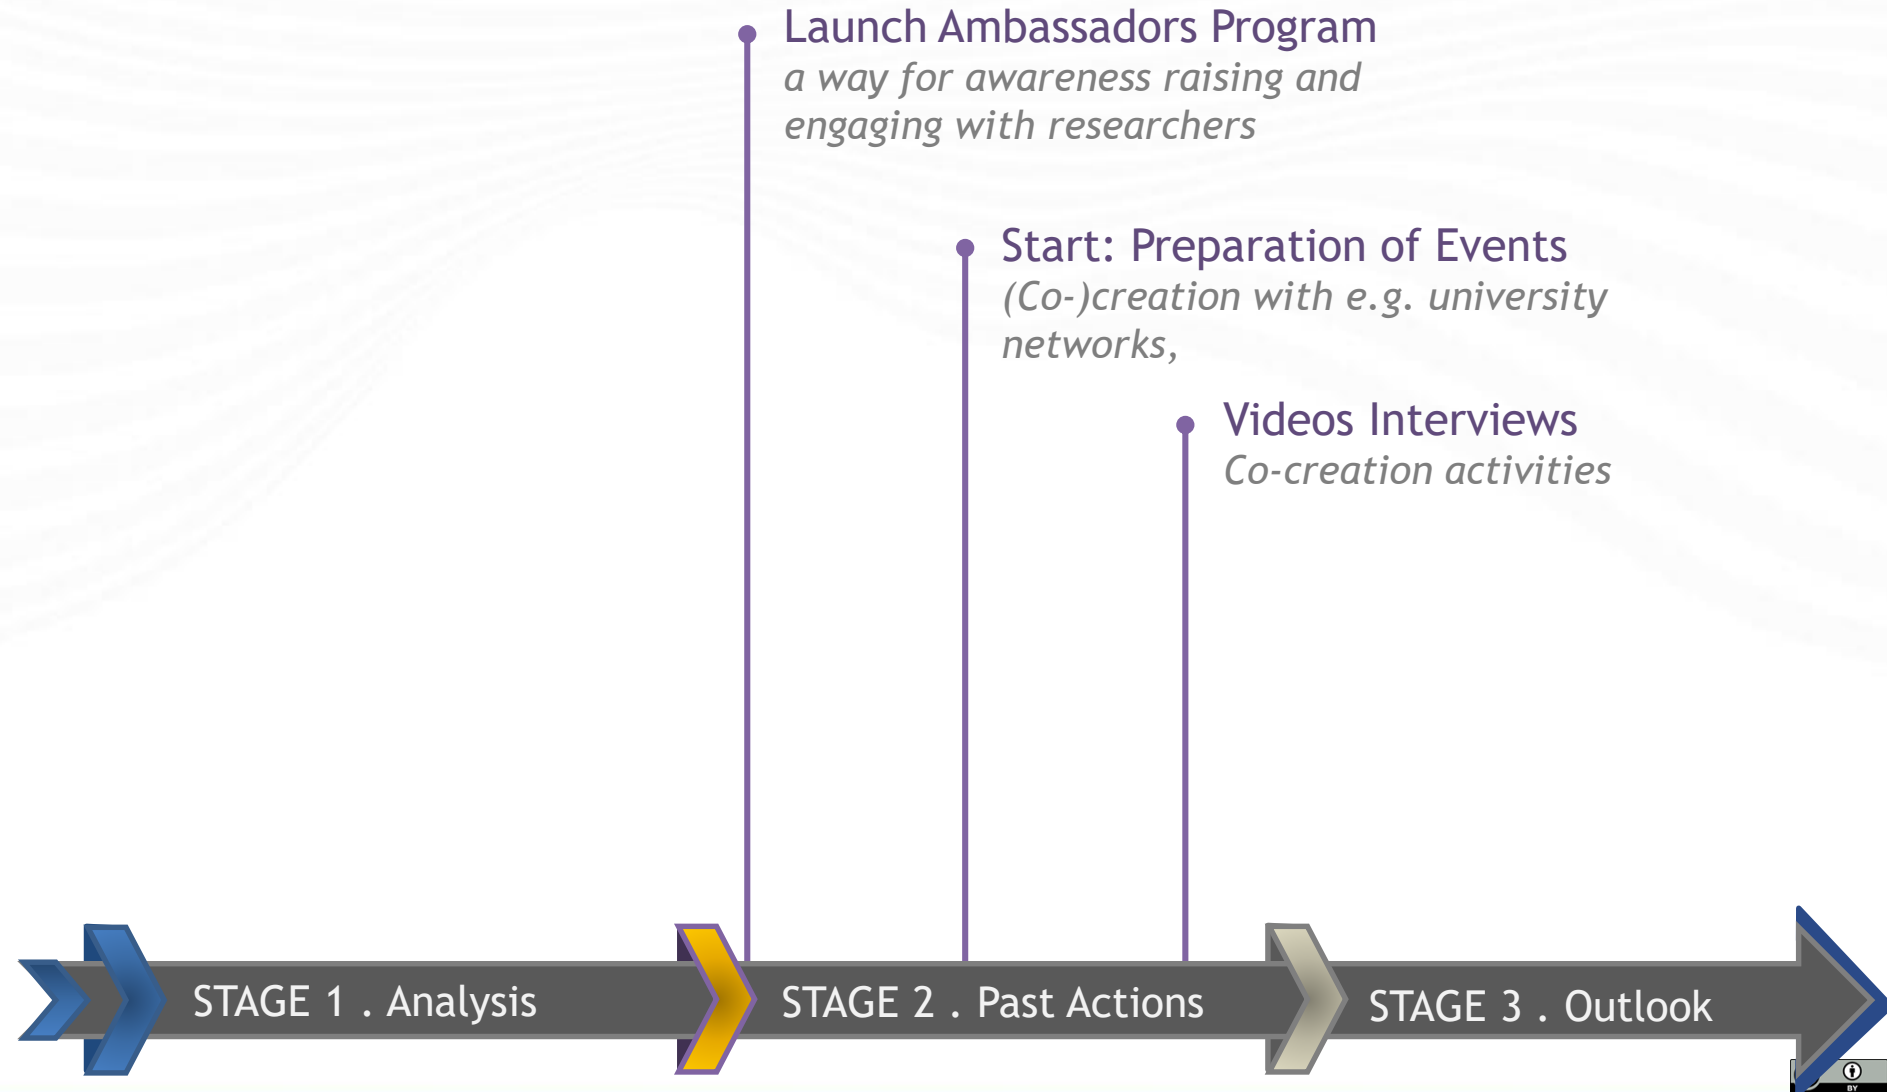 Launch Ambassadors Program
a way for awareness raising and
engaging with researchers
Start: Preparation of Events
(Co-)creation with e.g. university
networks,
Videos Interviews
Co-creation activities
STAGE 1 . Analysis
STAGE 2 . Past Actions
STAGE 3 . Outlook
BY